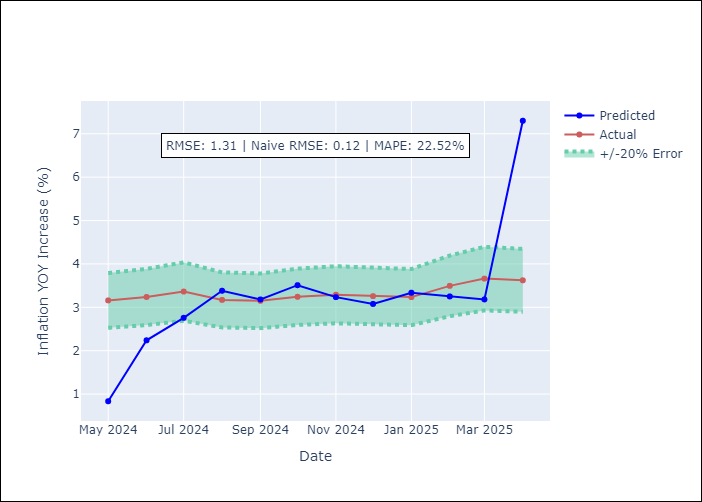 RMSE: 1.31 | Naive RMSE: 0.12 | MAPE: 22.52%
Predicted
Actual
+/-20% Error
Inflation YOY Increase (%)
7
6
5
4
3
2
1
May 2024
Jul 2024
Sep 2024
Nov 2024
Jan 2025
Mar 2025
Date